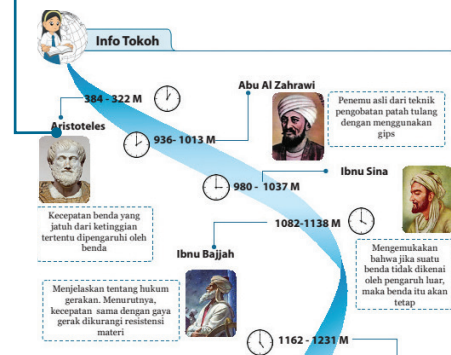 Info Tokoh
384 - 322 M
Aristoteles
Kecepatan benda yang
jatuh dari ketinggian
tertentu dipengaruhi oleh
benda
Abu Al Zahrawi
936- 1013 M
Penemu asli dari teknik
pengobatan patah tulang
dengan menggunakan
gips
Ibnu Sina
980 - 1037 M
Mengemukakan
bahwa jika suatu
benda tidak dikenai
oleh pengaruh luar,
maka benda itu akan
tetap
1082-1138 M
Ibnu Bajjah
Menjelaskan tentang hukum
gerakan. Menurutnya,
kecepatan sama dengan gaya
gerak dikurangi resistensi
materi
1162 - 1231 M